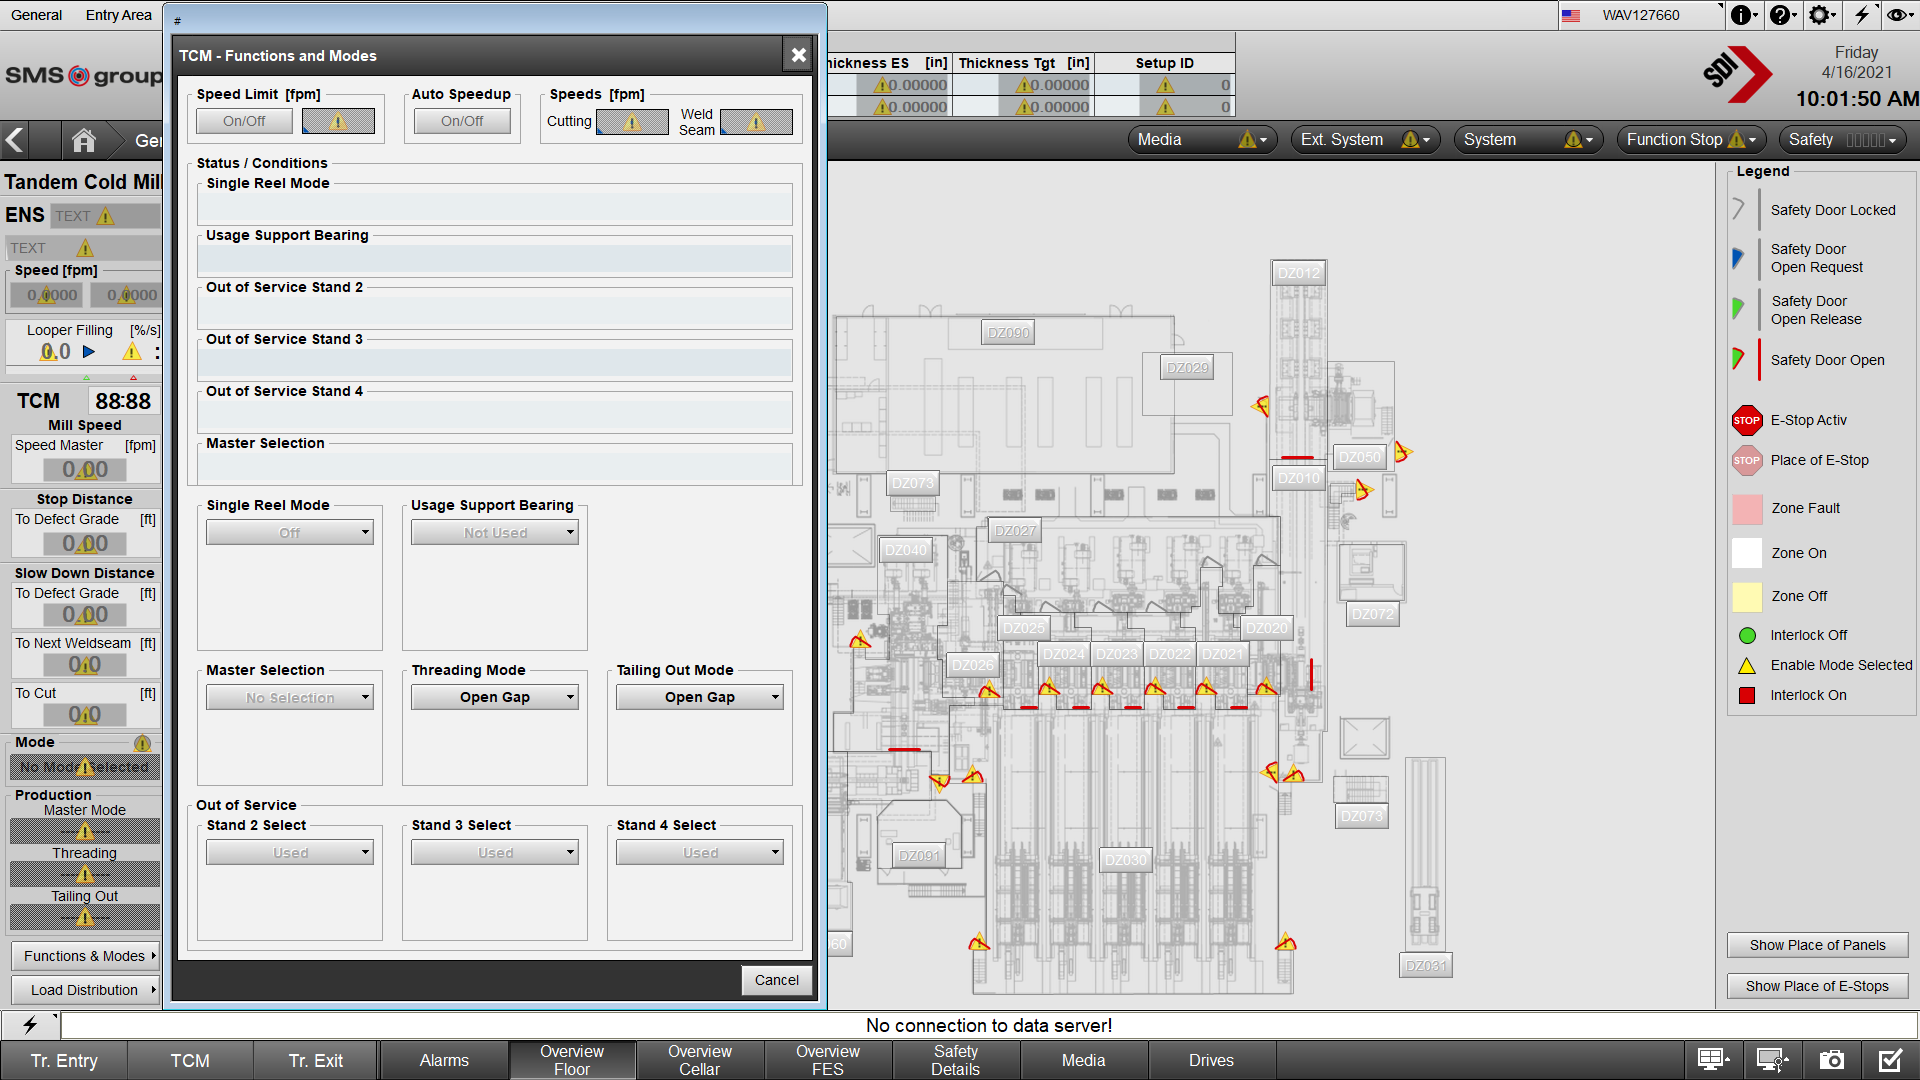 General
Entry Area
#
WAV127660
TCM - Functions and Modes
SMS group
Thickness Tgt
[in]
[in]
Setup ID
0.00000
0.00000
0
0.00000
0.00000
0
SDI
Friday
4/16/2021
10:01:50 AM
Speed Limit [fpm]
On/Off
Auto Speedup
On/Off
Speeds [fpm]
Cutting
Weld
Seam
Media
Ext. System
System
Function Stop
Safety
Tandem Cold Mill
ENS
TEXT
TEXT
Speed [fpm]
0.0000
0.0000
Looper Filling
[%/s]
0.0
TCM
88:88
Mill Speed
Speed Master
[fpm]
0.00
Stop Distance
To Defect Grade
[ft]
0.00
Slow Down Distance
To Defect Grade
[ft]
0.00
To Next Weldseam
[ft]
0.0
To Cut
[ft]
0.0
Mode
No Mode Selected
Production
Master Mode
Threading
Tailing Out
Functions & Modes
Load Distribution
Status / Conditions
Single Reel Mode
Usage Support Bearing
Out of Service Stand 2
Out of Service Stand 3
Out of Service Stand 4
Master Selection
Single Reel Mode
Off
Usage Support Bearing
Not Used
Master Selection
No Selection
Threading Mode
Open Gap
Tailing Out Mode
Open Gap
Out of Service
Stand 2 Select
Used
Stand 3 Select
Used
Stand 4 Select
Used
Cancel
DZ012
DZ090
DZ029
DZ050
DZ010
DZ073
DZ027
DZ040
DZ072
DZ025
DZ020
DZ024
DZ023
DZ022
DZ021
DZ026
DZ073
DZ091
DZ030
DZ031
Legend
Safety Door Locked
Safety Door
Open Request
Safety Door
Open Release
Safety Door Open
STOP
E-Stop Activ
STOP
Place of E-Stop
Zone Fault
Zone On
Zone Off
Interlock Off
Enable Mode Selected
Interlock On
Show Place of Panels
Show Place of E-Stops
No connection to data server!
Tr. Entry
TCM
Tr. Exit
Alarms
Overview
Floor
Overview
Cellar
Overview
FES
Safety
Details
Media
Drives